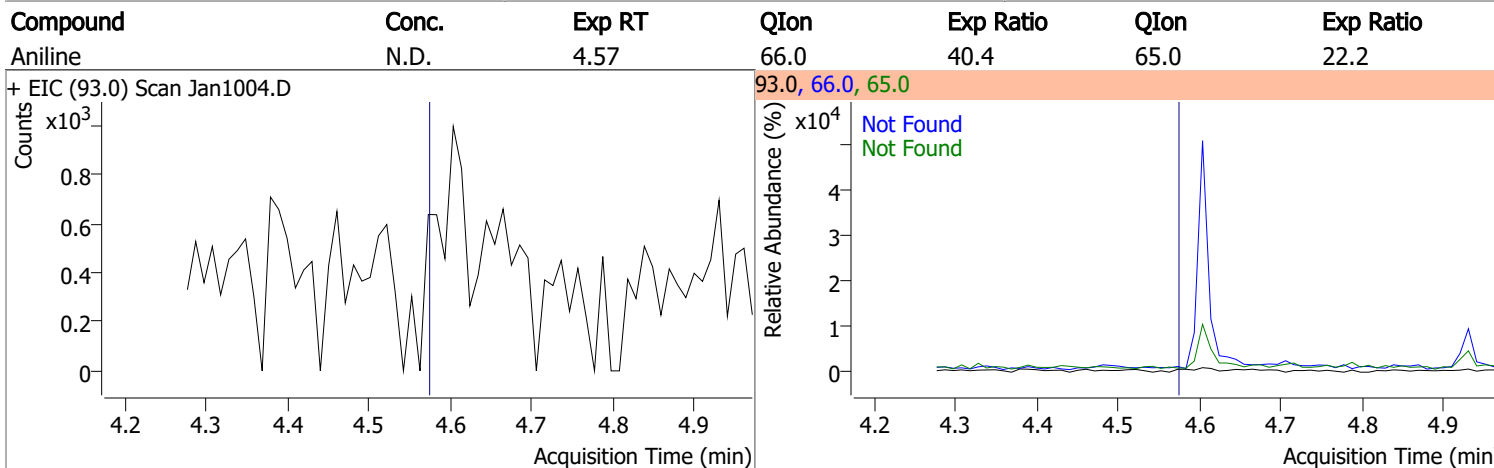 Compound Conc. Exp RT QIon Exp Ratio QIon Exp Ratio
Aniline N.D. 4.57 66.0 40.4 65.0 22.2
+ EIC (93.0) Scan Jan1004.D
Counts
x10³
0.8
0.6
0.4
0.2
0
4.2 4.3 4.4 4.5 4.6 4.7 4.8 4.9
Acquisition Time (min)
93.0, 66.0, 65.0
Relative Abundance (%)
x10⁴
Not Found
Not Found
4
3
2
1
0
4.2 4.3 4.4 4.5 4.6 4.7 4.8 4.9
Acquisition Time (min